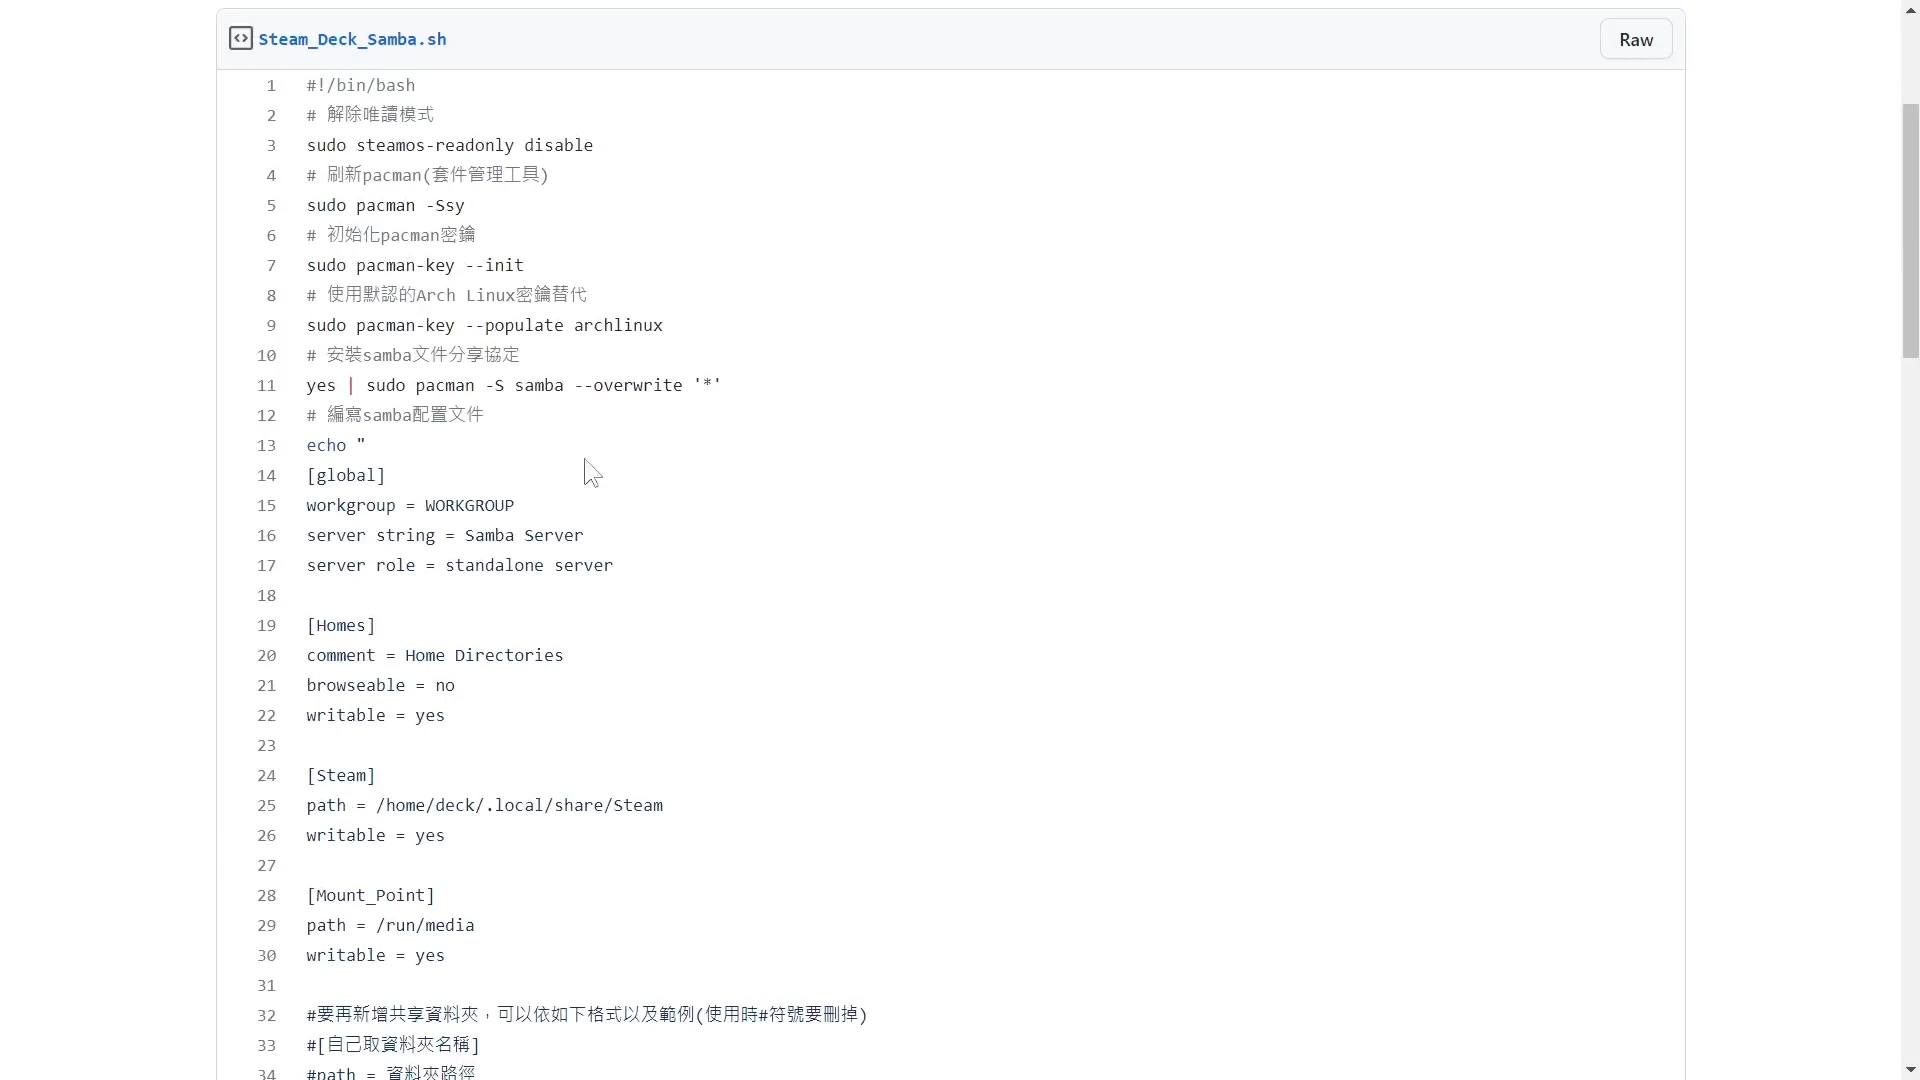 Steam_Deck_Samba.sh
Raw
1 #!/bin/bash
2 # 解除唯讀模式
3 sudo steamos-readonly disable
4 # 刷新pacman(套件管理工具)
5 sudo pacman -Ssy
6 # 初始化pacman密鑰
7 sudo pacman-key --init
8 # 使用默認的Arch Linux密鑰替代
9 sudo pacman-key --populate archlinux
10 # 安裝samba文件分享協定
11 yes | sudo pacman -S samba --overwrite '*'
12 # 編寫samba配置文件
13 echo "
14 [global]
15 workgroup = WORKGROUP
16 server string = Samba Server
17 server role = standalone server
18
19 [Homes]
20 comment = Home Directories
21 browseable = no
22 writable = yes
23
24 [Steam]
25 path = /home/deck/.local/share/Steam
26 writable = yes
27
28 [Mount_Point]
29 path = /run/media
30 writable = yes
31
32 #要再新增共享資料夾，可以依如下格式以及範例(使用時#符號要刪掉)
33 #[自己取資料夾名稱]
34 #path = 資料夾路徑